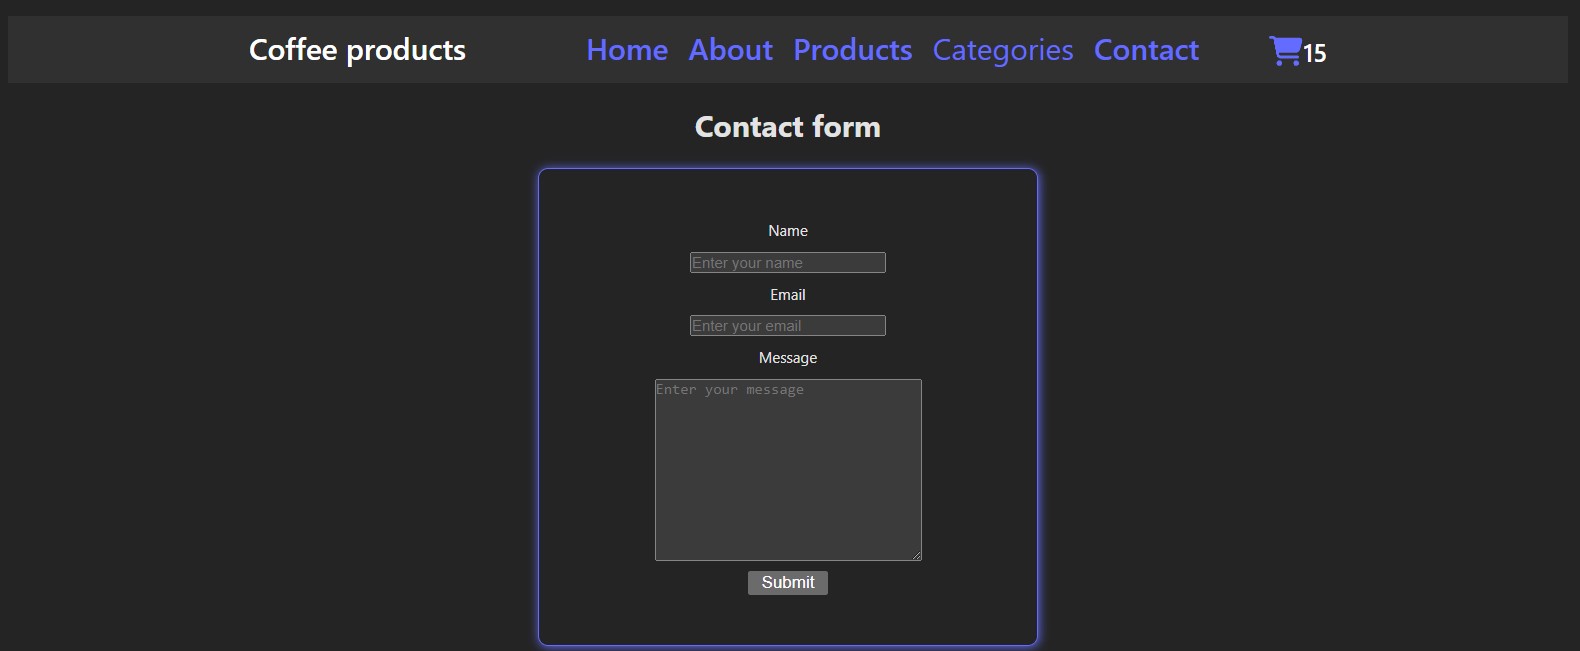 Coffee products Home About Products Categories Contact 15
Contact form
Name
Enter your name
Email
Enter your email
Message
Enter your message
Submit